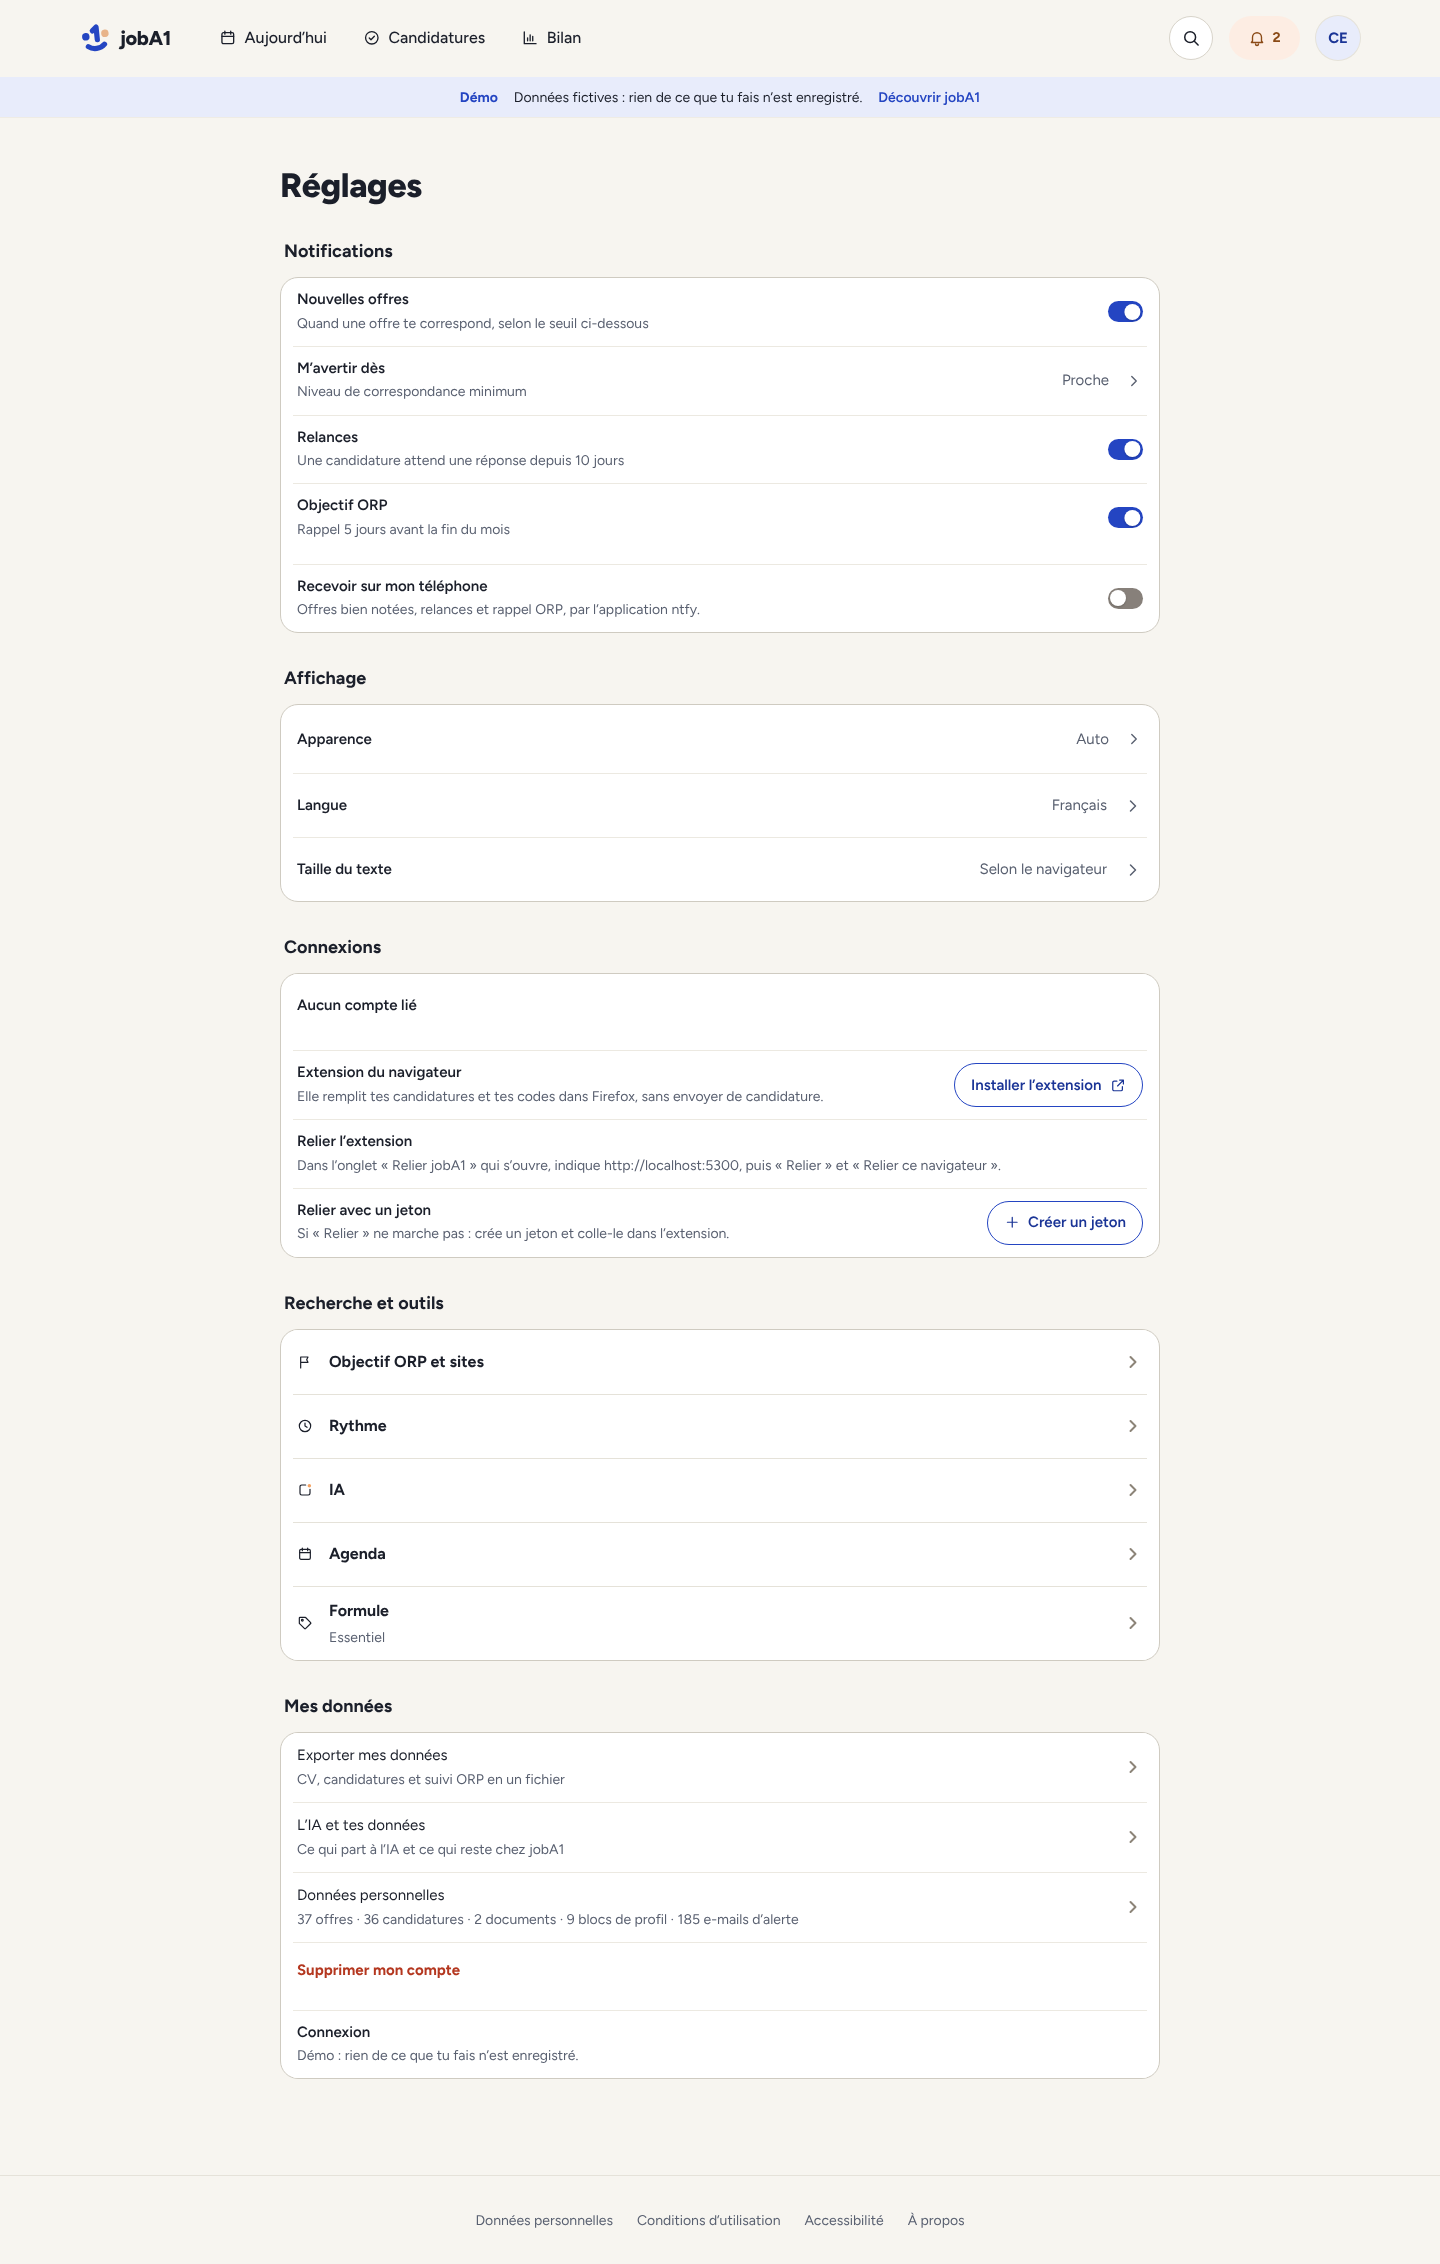 jobA1
Aujourd’hui
Candidatures
Bilan
2
CE
Démo Données fictives : rien de ce que tu fais n’est enregistré. Découvrir jobA1
Réglages
Notifications
Nouvelles offres
Quand une offre te correspond, selon le seuil ci-dessous
M’avertir dès
Niveau de correspondance minimum
Proche
Relances
Une candidature attend une réponse depuis 10 jours
Objectif ORP
Rappel 5 jours avant la fin du mois
Recevoir sur mon téléphone
Offres bien notées, relances et rappel ORP, par l’application ntfy.
Affichage
Apparence
Auto
Langue
Français
Taille du texte
Selon le navigateur
Connexions
Aucun compte lié
Extension du navigateur
Elle remplit tes candidatures et tes codes dans Firefox, sans envoyer de candidature.
Installer l’extension
Relier l’extension
Dans l’onglet « Relier jobA1 » qui s’ouvre, indique http://localhost:5300, puis « Relier » et « Relier ce navigateur ».
Relier avec un jeton
Si « Relier » ne marche pas : crée un jeton et colle-le dans l’extension.
Créer un jeton
Recherche et outils
Objectif ORP et sites
Rythme
IA
Agenda
Formule
Essentiel
Mes données
Exporter mes données
CV, candidatures et suivi ORP en un fichier
L’IA et tes données
Ce qui part à l’IA et ce qui reste chez jobA1
Données personnelles
37 offres · 36 candidatures · 2 documents · 9 blocs de profil · 185 e-mails d’alerte
Supprimer mon compte
Connexion
Démo : rien de ce que tu fais n’est enregistré.
Données personnelles
Conditions d’utilisation
Accessibilité
À propos